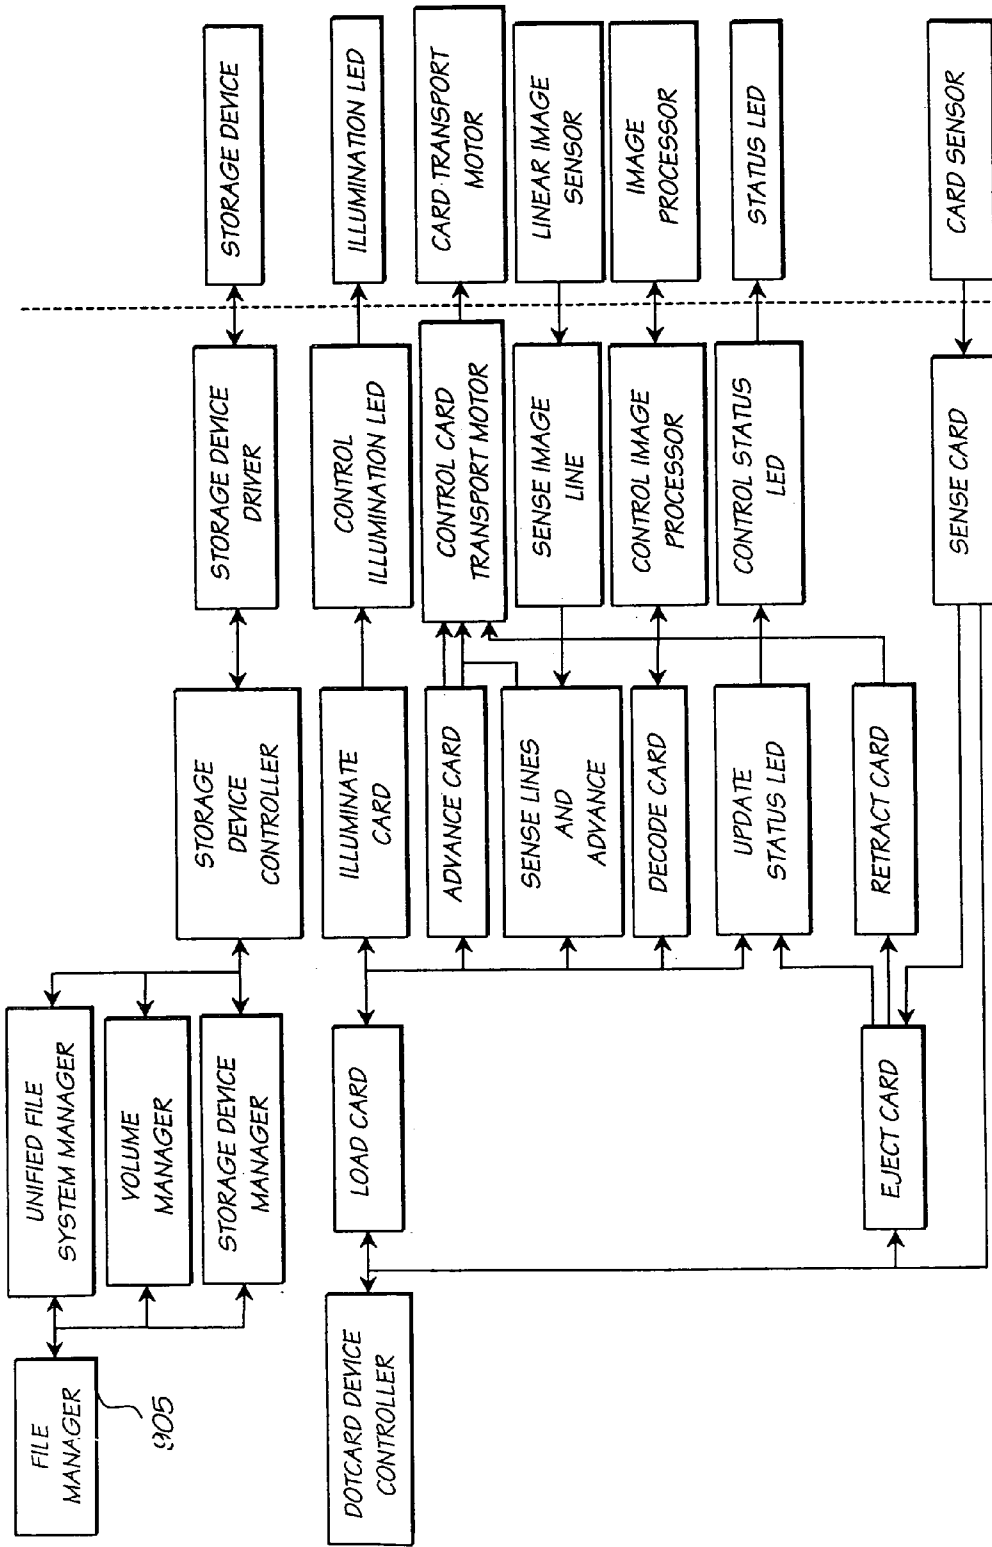 FILE
MANAGER
905
UNIFIED FILE
SYSTEM MANAGER
VOLUME
MANAGER
STORAGE DEVICE
MANAGER
STORAGE
DEVICE
CONTROLLER
STORAGE DEVICE
DRIVER
STORAGE DEVICE
DOTCARD DEVICE
CONTROLLER
LOAD CARD
EJECT CARD
ILLUMINATE
CARD
ADVANCE CARD
SENSE LINES
AND
ADVANCE
DECODE CARD
UPDATE
STATUS LED
RETRACT CARD
CONTROL
ILLUMINATION LED
CONTROL CARD
TRANSPORT MOTOR
SENSE IMAGE
LINE
CONTROL IMAGE
PROCESSOR
CONTROL STATUS
LED
SENSE CARD
ILLUMINATION LED
CARD TRANSPORT
MOTOR
LINEAR IMAGE
SENSOR
IMAGE
PROCESSOR
STATUS LED
CARD SENSOR